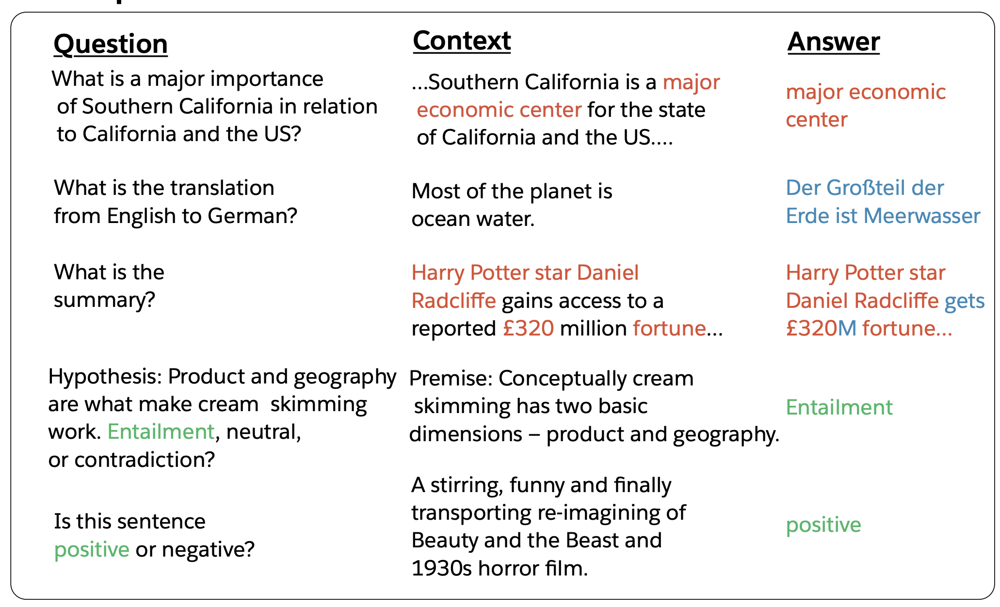 Question
Context
Answer
What is a major importance
of Southern California in relation
to California and the US?
...Southern California is a major
economic center for the state
of California and the US....
major economic
center
What is the translation
from English to German?
Most of the planet is
ocean water.
Der Großteil der
Erde ist Meerwasser
What is the
summary?
Harry Potter star Daniel
Radcliffe gains access to a
reported £320 million fortune...
Harry Potter star
Daniel Radcliffe gets
£320M fortune...
Hypothesis: Product and geography
are what make cream  skimming
work. Entailment, neutral,
or contradiction?
Premise: Conceptually cream
skimming has two basic
dimensions – product and geography.
Entailment
Is this sentence
positive or negative?
A stirring, funny and finally
transporting re-imagining of
Beauty and the Beast and
1930s horror film.
positive